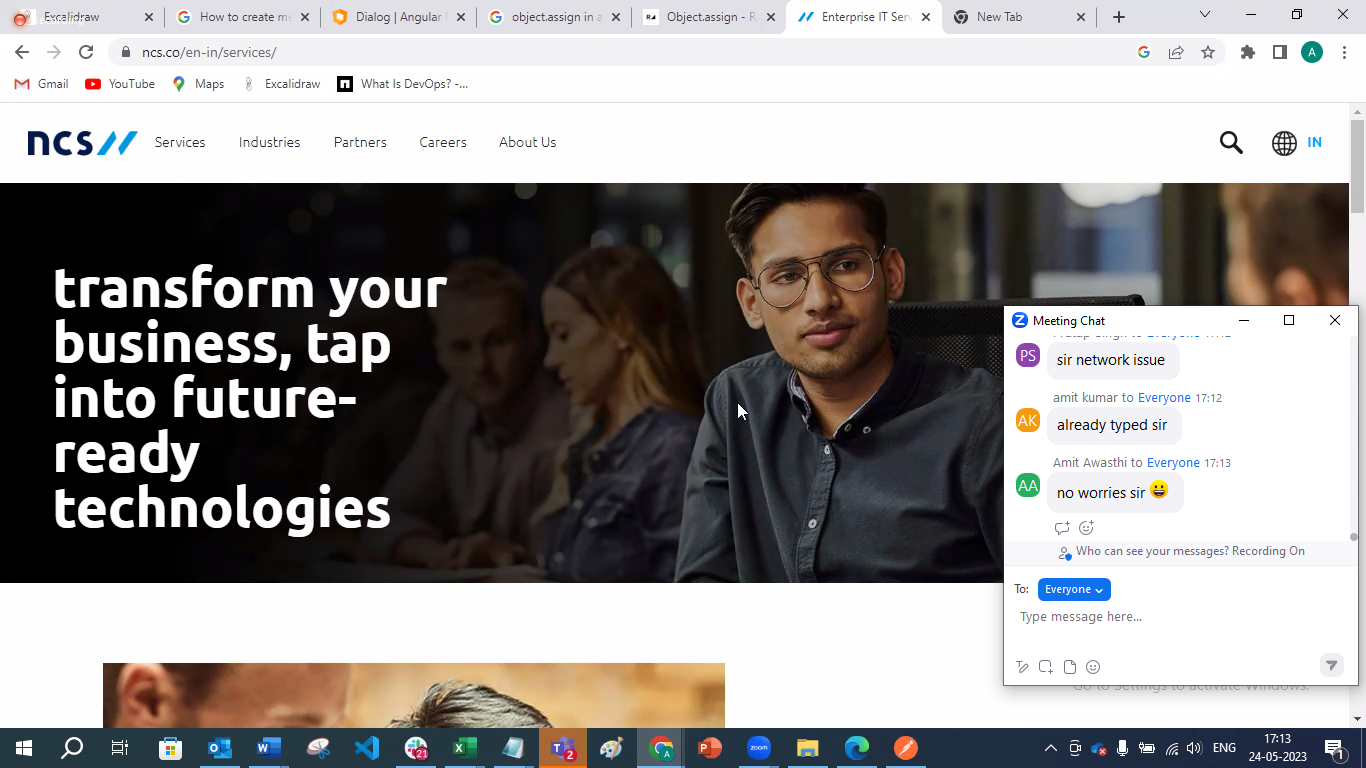 Excalidraw
How to create me
Dialog | Angular
object.assign in a
Object.assign - R
Enterprise IT Serv
New Tab
ncs.co/en-in/services/
A
Gmail
YouTube
Maps
Excalidraw
What Is DevOps? -...
ncs
Services
Industries
Partners
Careers
About Us
IN
transform your
business, tap
into future-
ready
technologies
Meeting Chat
PS
sir network issue
amit kumar to Everyone 17:12
AK
already typed sir
Amit Awasthi to Everyone 17:13
AA
no worries sir 😀
Who can see your messages? Recording On
To: Everyone
Type message here...
Go to Settings to activate Windows.
21
2
zoom
ENG
17:13
24-05-2023
1